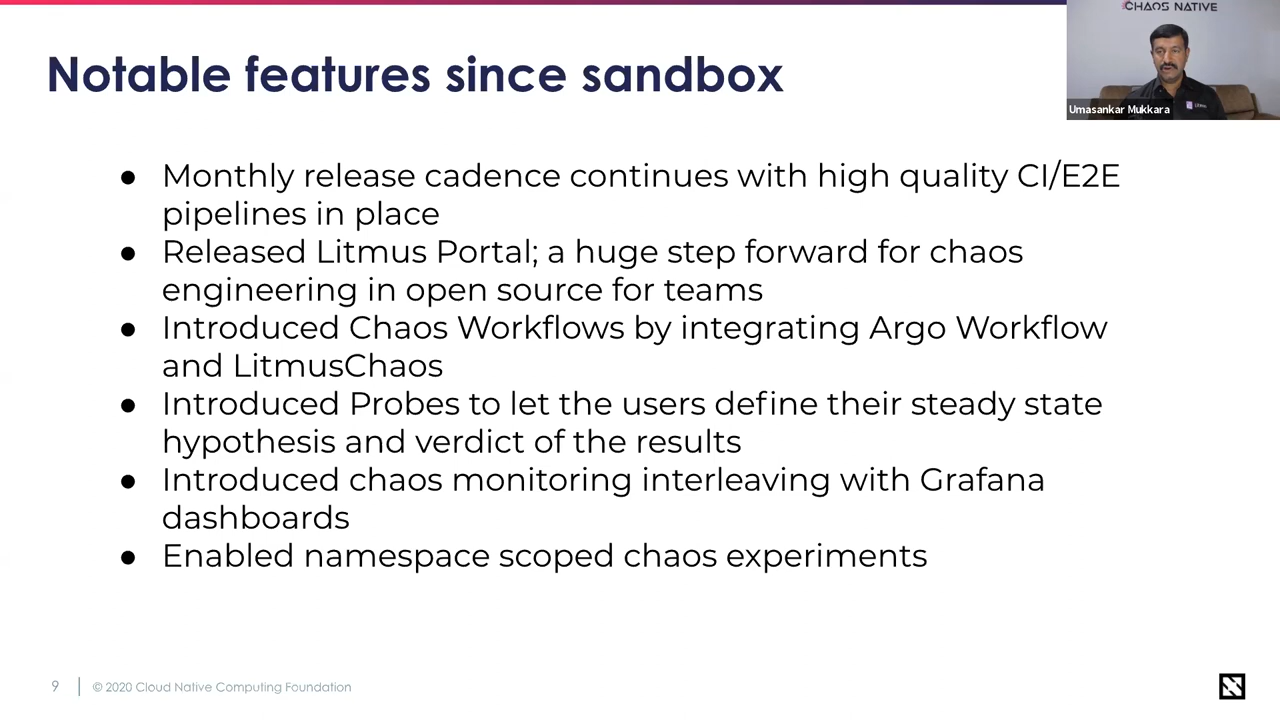 CHAOS NATIVE
Notable features since sandbox
Umasankar Mukkara
Litmus
● Monthly release cadence continues with high quality CI/E2E
pipelines in place
● Released Litmus Portal; a huge step forward for chaos
engineering in open source for teams
● Introduced Chaos Workflows by integrating Argo Workflow
and LitmusChaos
● Introduced Probes to let the users define their steady state
hypothesis and verdict of the results
● Introduced chaos monitoring interleaving with Grafana
dashboards
● Enabled namespace scoped chaos experiments
9
© 2020 Cloud Native Computing Foundation